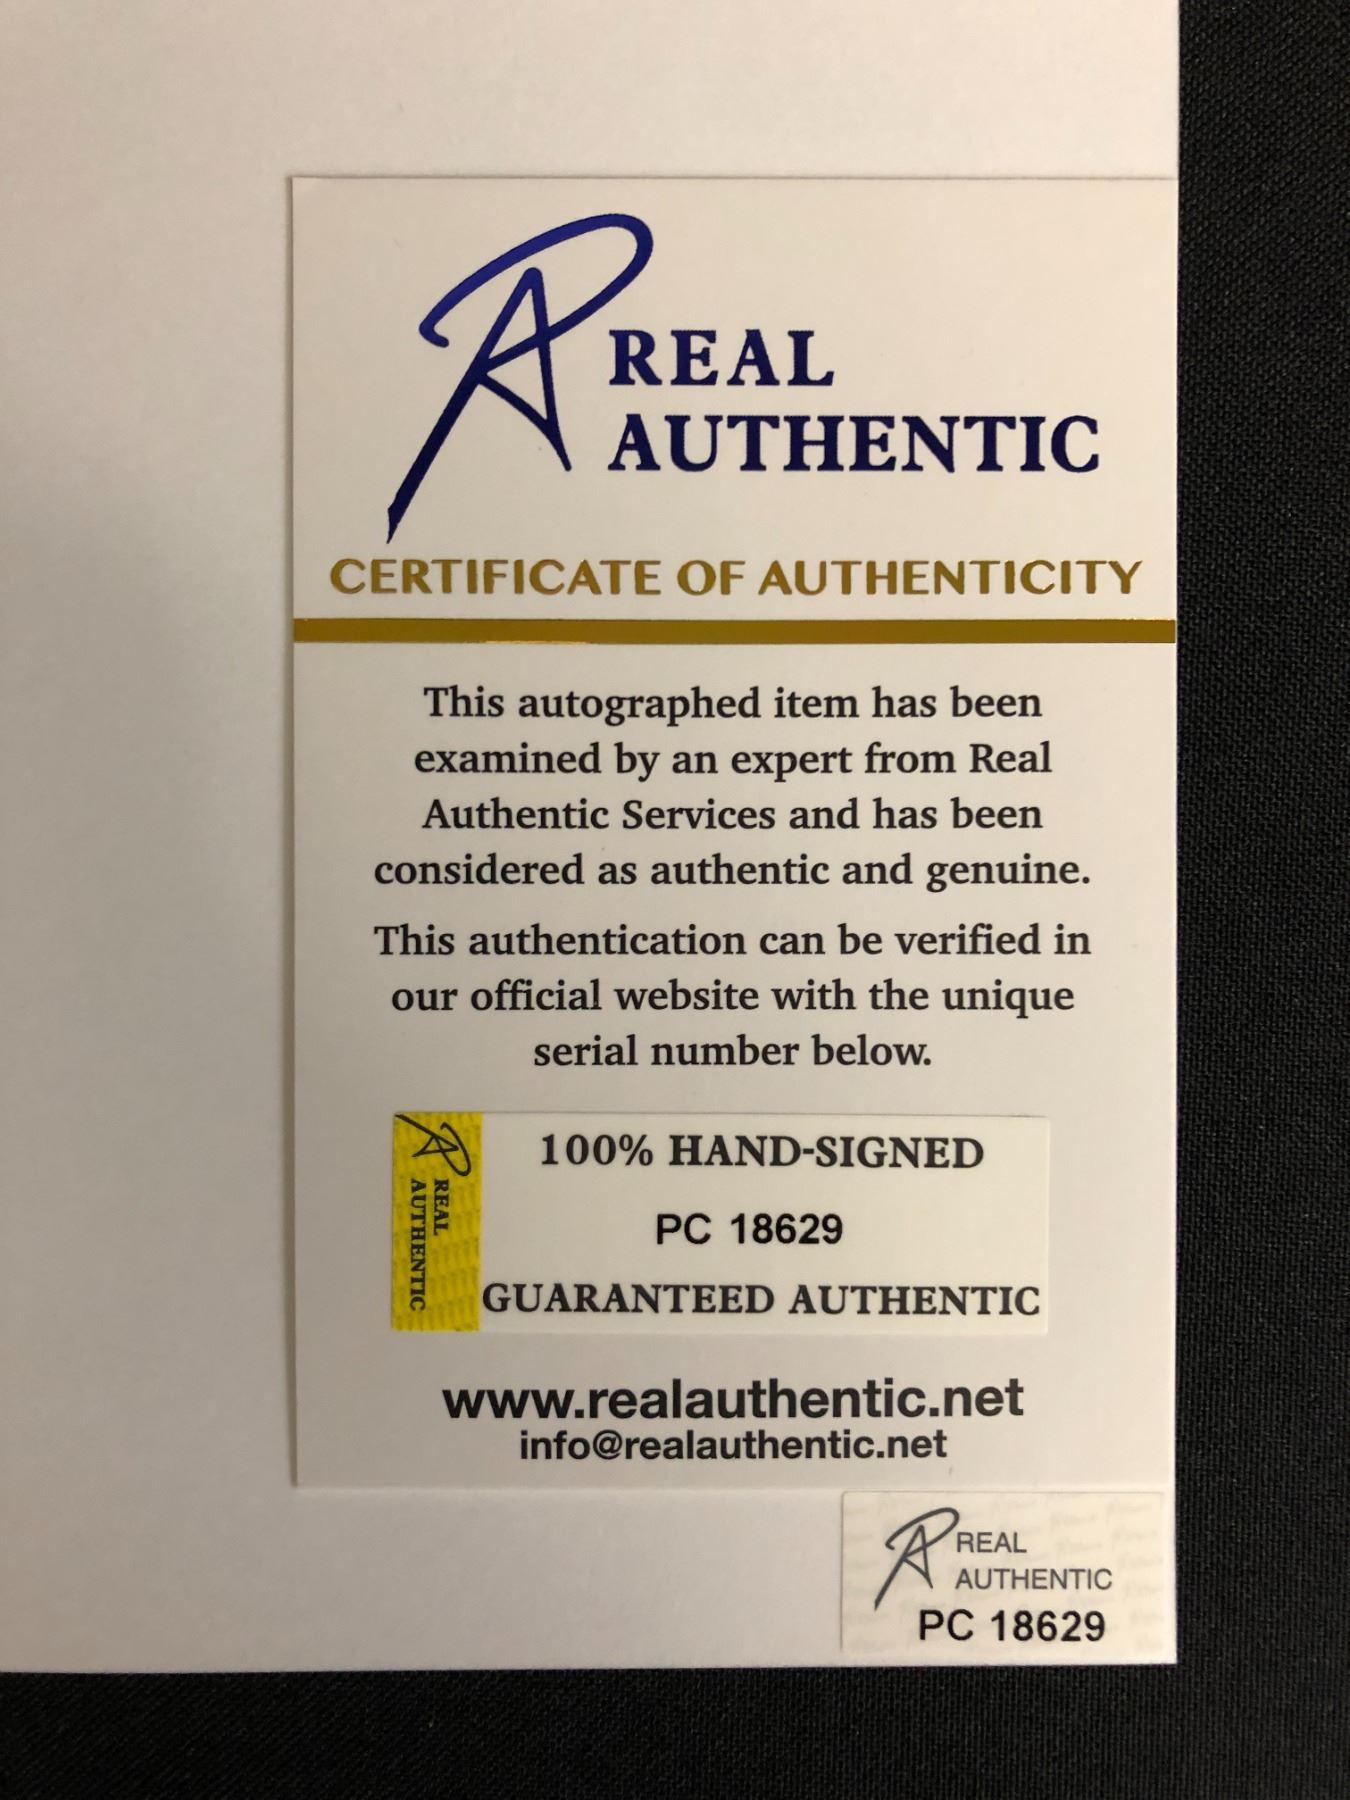 REAL
AUTHENTIC
CERTIFICATE OF AUTHENTICITY
This autographed item has been
examined by an expert from Real
Authentic Services and has been
considered as authentic and genuine.
This authentication can be verified in
our official website with the unique
serial number below.
REAL
AUTHENTIC
100% HAND-SIGNED
PC 18629
GUARANTEED AUTHENTIC
www.realauthentic.net
info@realauthentic.net
REAL
AUTHENTIC
PC 18629